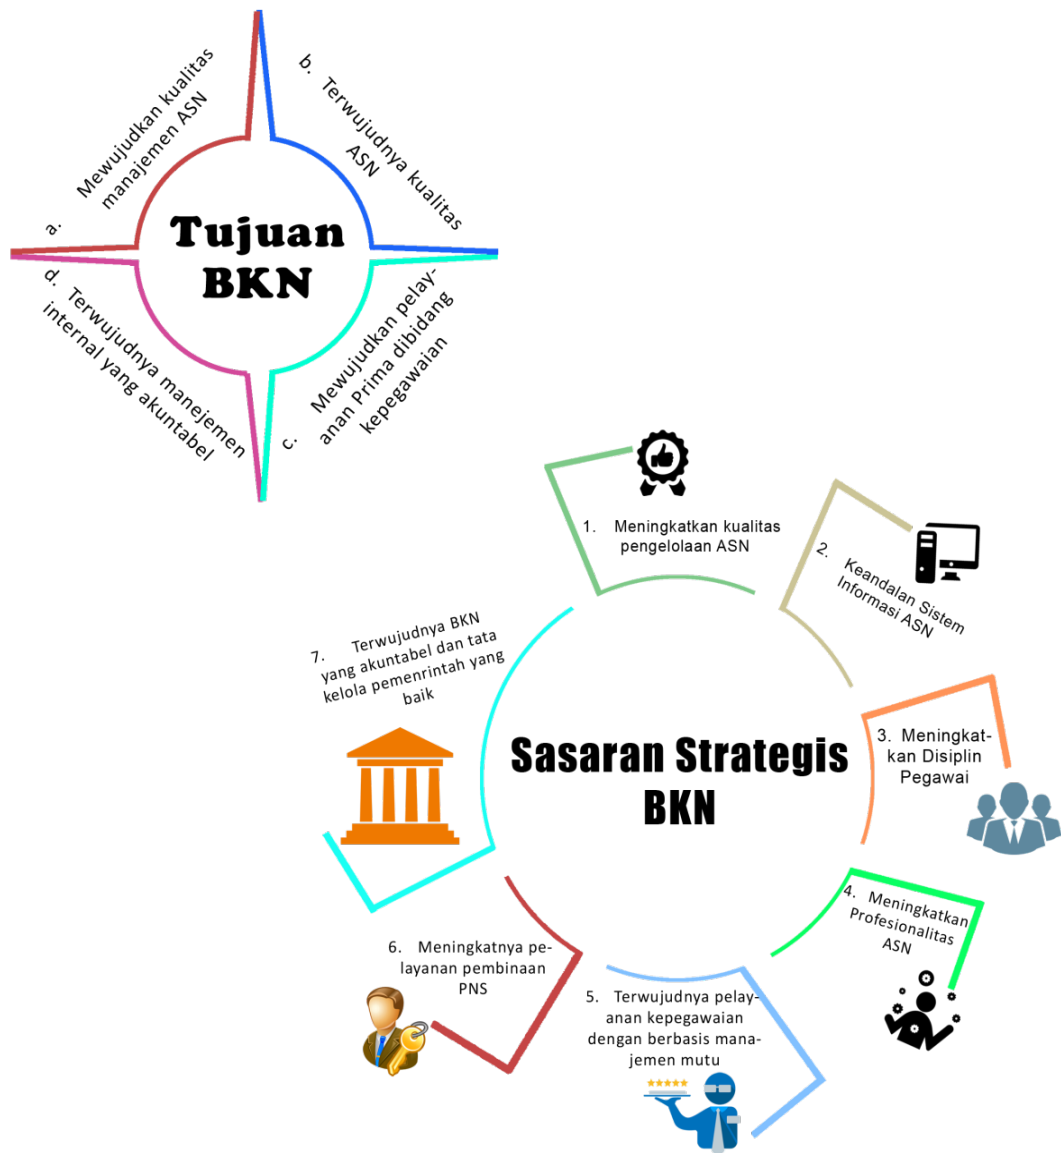 a. Mewujudkan kualitas
manajemen ASN
b. Terwujudnya kualitas
ASN
Tujuan
BKN
d. Terwujudnya manejemen
internal yang akuntabel
c. Mewujudkan pelay-
anan Prima dibidang
kepegawaian
1. Meningkatkan kualitas
pengelolaan ASN
2. Keandalan Sistem
Informasi ASN
3. Meningkat-
kan Disiplin
Pegawai
4. Meningkatkan
Profesionalitas
ASN
5. Terwujudnya pelay-
anan kepegawaian
dengan berbasis mana-
jemen mutu
6. Meningkatnya pe-
layanan pembinaan
PNS
7. Terwujudnya BKN
yang akuntabel dan tata
kelola pemenrintah yang
baik
Sasaran Strategis
BKN